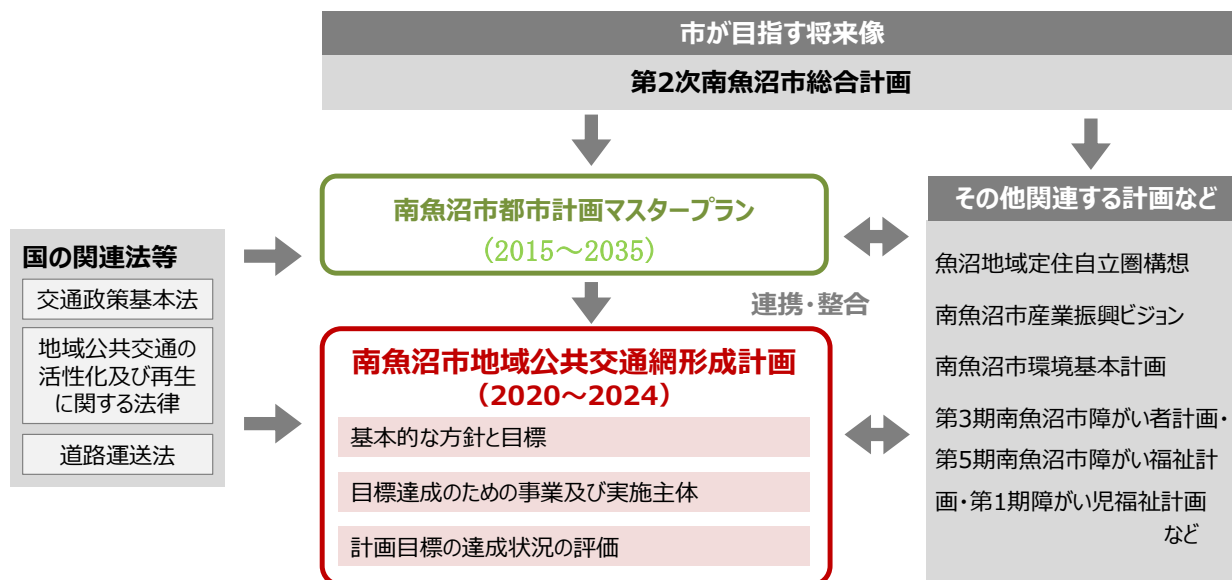 市が目指す将来像
第2次南魚沼市総合計画
南魚沼市都市計画マスタープラン
（2015～2035）
国の関連法等
交通政策基本法
地域公共交通の
活性化及び再生
に関する法律
道路運送法
連携・整合
南魚沼市地域公共交通網形成計画
（2020～2024）
基本的な方針と目標
目標達成のための事業及び実施主体
計画目標の達成状況の評価
その他関連する計画など
魚沼地域定住自立圏構想
南魚沼市産業振興ビジョン
南魚沼市環境基本計画
第3期南魚沼市障がい者計画・
第5期南魚沼市障がい福祉計
画・第1期障がい児福祉計画
など